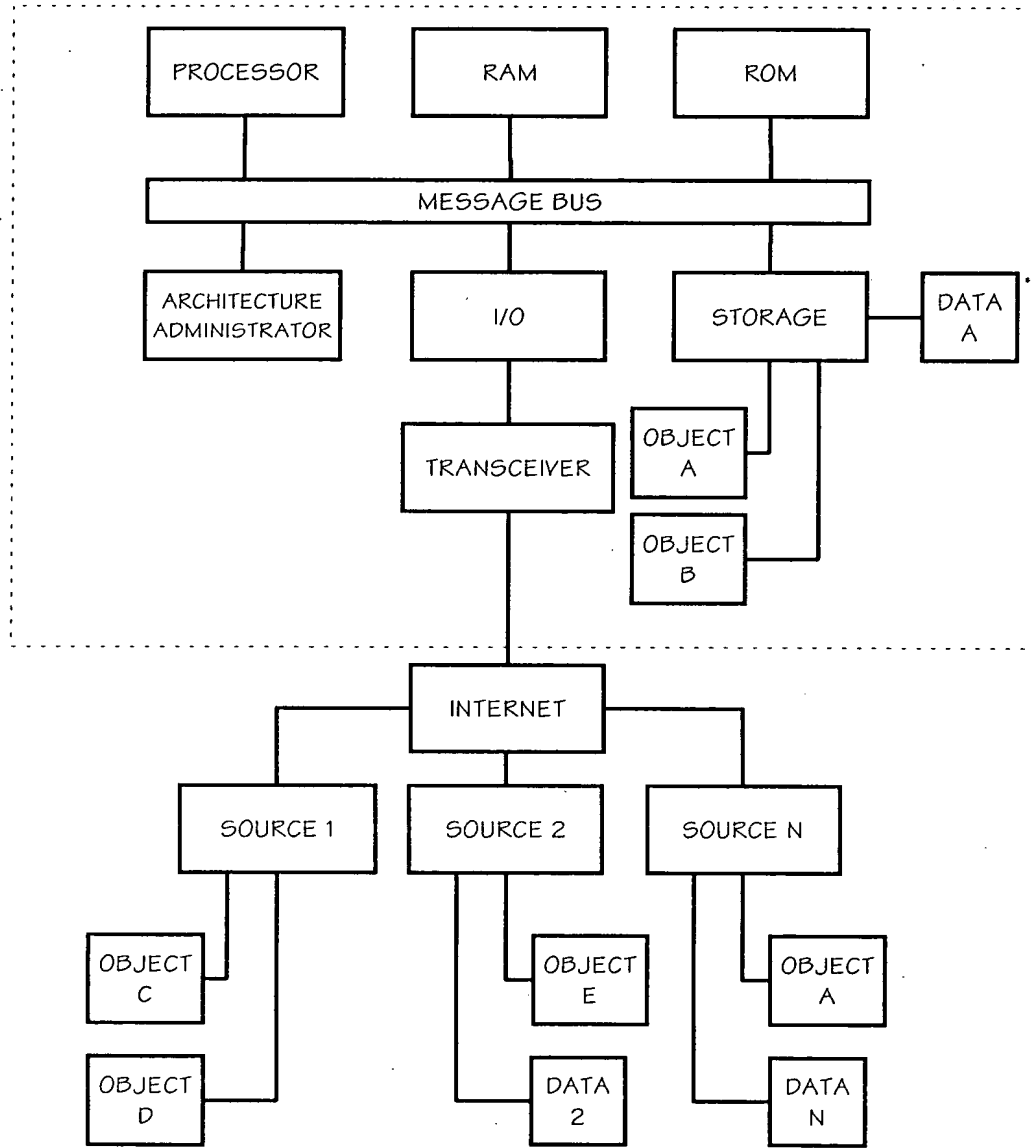 PROCESSOR
RAM
ROM
MESSAGE BUS
ARCHITECTURE
ADMINISTRATOR
I/O
STORAGE
DATA
A
TRANSCEIVER
OBJECT
A
OBJECT
B
INTERNET
SOURCE 1
SOURCE 2
SOURCE N
OBJECT
C
OBJECT
E
OBJECT
A
OBJECT
D
DATA
2
DATA
N